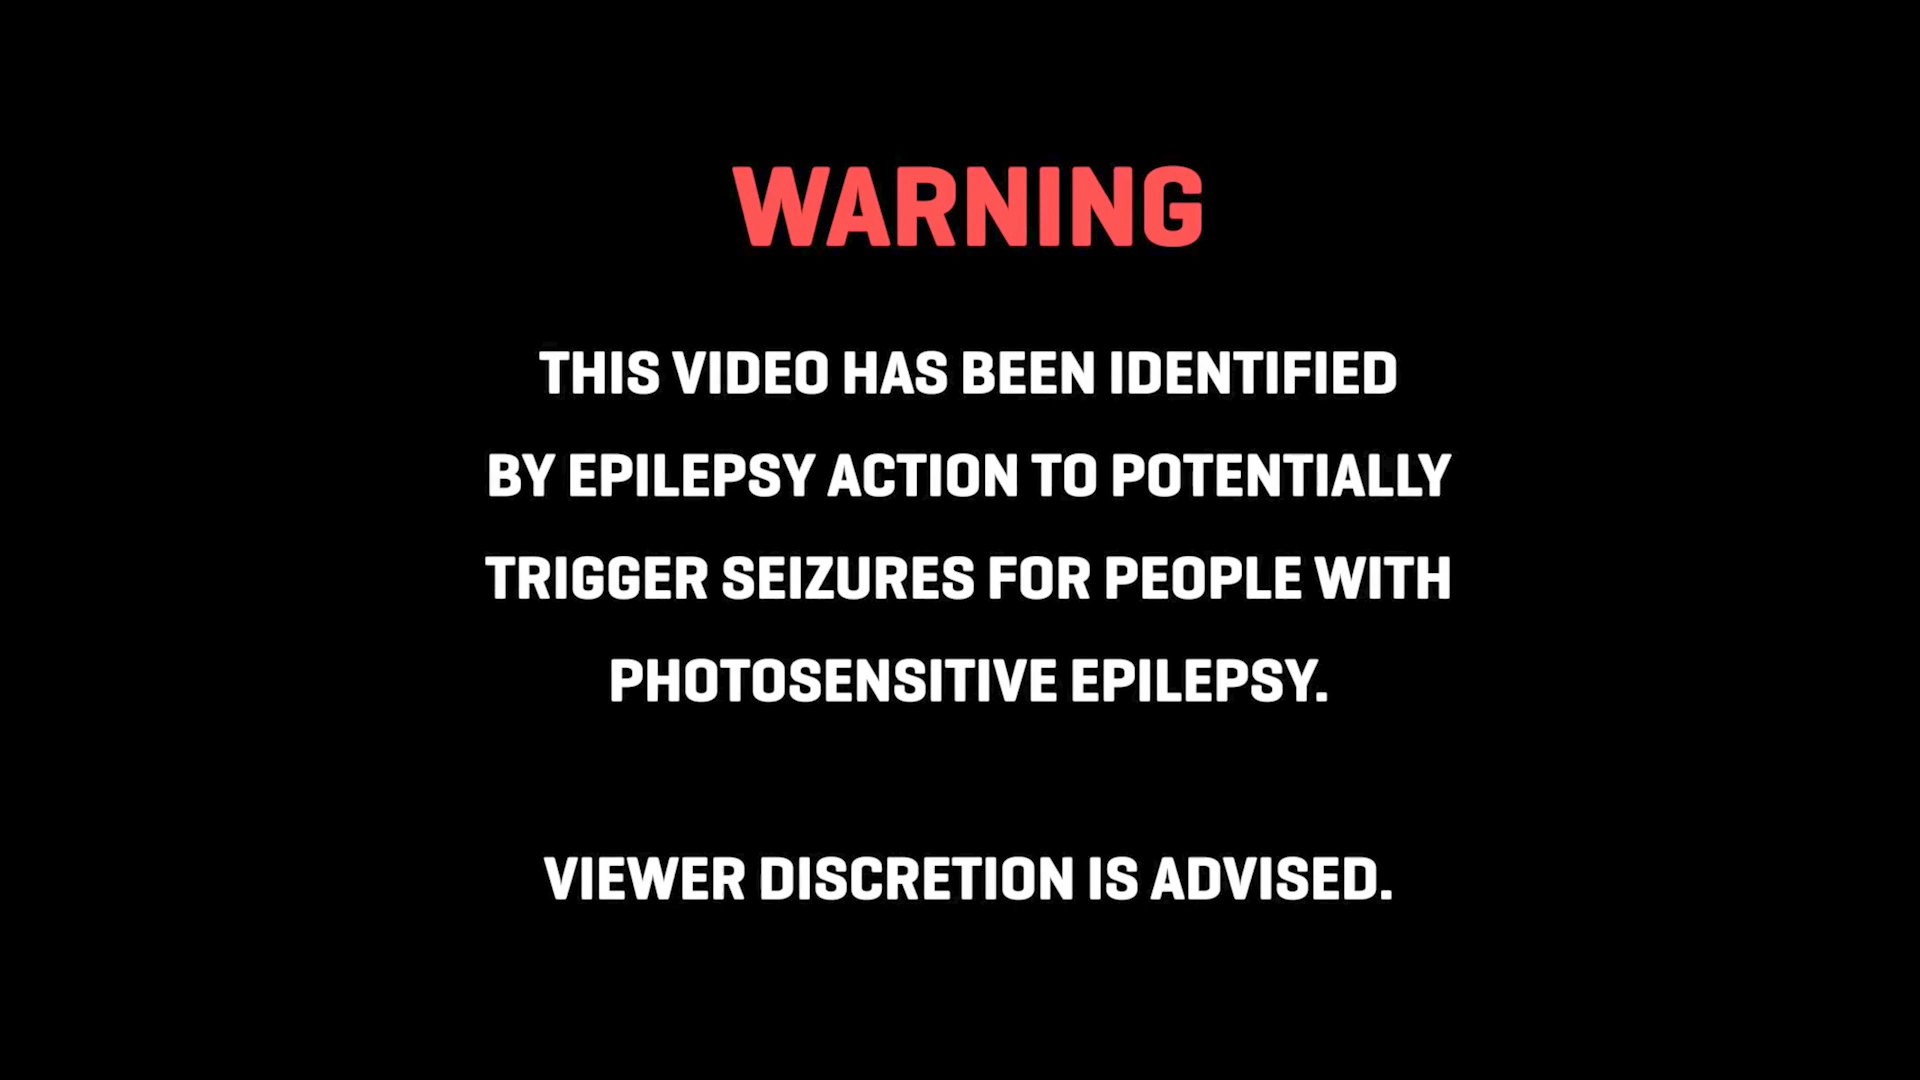 WARNING
THIS VIDEO HAS BEEN IDENTIFIED
BY EPILEPSY ACTION TO POTENTIALLY
TRIGGER SEIZURES FOR PEOPLE WITH
PHOTOSENSITIVE EPILEPSY.
VIEWER DISCRETION IS ADVISED.